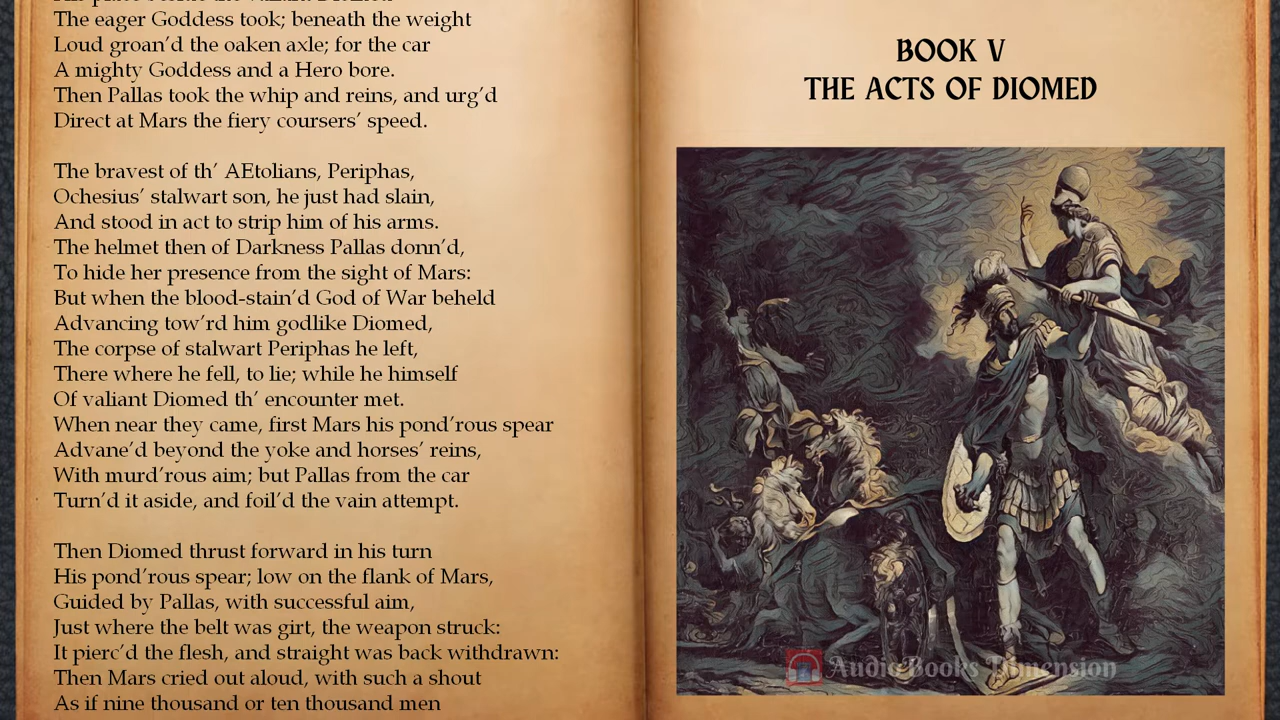 The eager Goddess took; beneath the weight
Loud groan’d the oaken axle; for the car
A mighty Goddess and a Hero bore.
Then Pallas took the whip and reins, and urg’d
Direct at Mars the fiery coursers’ speed.
The bravest of th’ AEtolians, Periphas,
Ochesius’ stalwart son, he just had slain,
And stood in act to strip him of his arms.
The helmet then of Darkness Pallas donn’d,
To hide her presence from the sight of Mars:
But when the blood-stain’d God of War beheld
Advancing tow’rd him godlike Diomed,
The corpse of stalwart Periphas he left,
There where he fell, to lie; while he himself
Of valiant Diomed th’ encounter met.
When near they came, first Mars his pond’rous spear
Advane’d beyond the yoke and horses’ reins,
With murd’rous aim; but Pallas from the car
Turn’d it aside, and foil’d the vain attempt.
Then Diomed thrust forward in his turn
His pond’rous spear; low on the flank of Mars,
Guided by Pallas, with successful aim,
Just where the belt was girt, the weapon struck:
It pierc’d the flesh, and straight was back withdrawn:
Then Mars cried out aloud, with such a shout
As if nine thousand or ten thousand men
BOOK V
THE ACTS OF DIOMED
AudioBooks Dimension